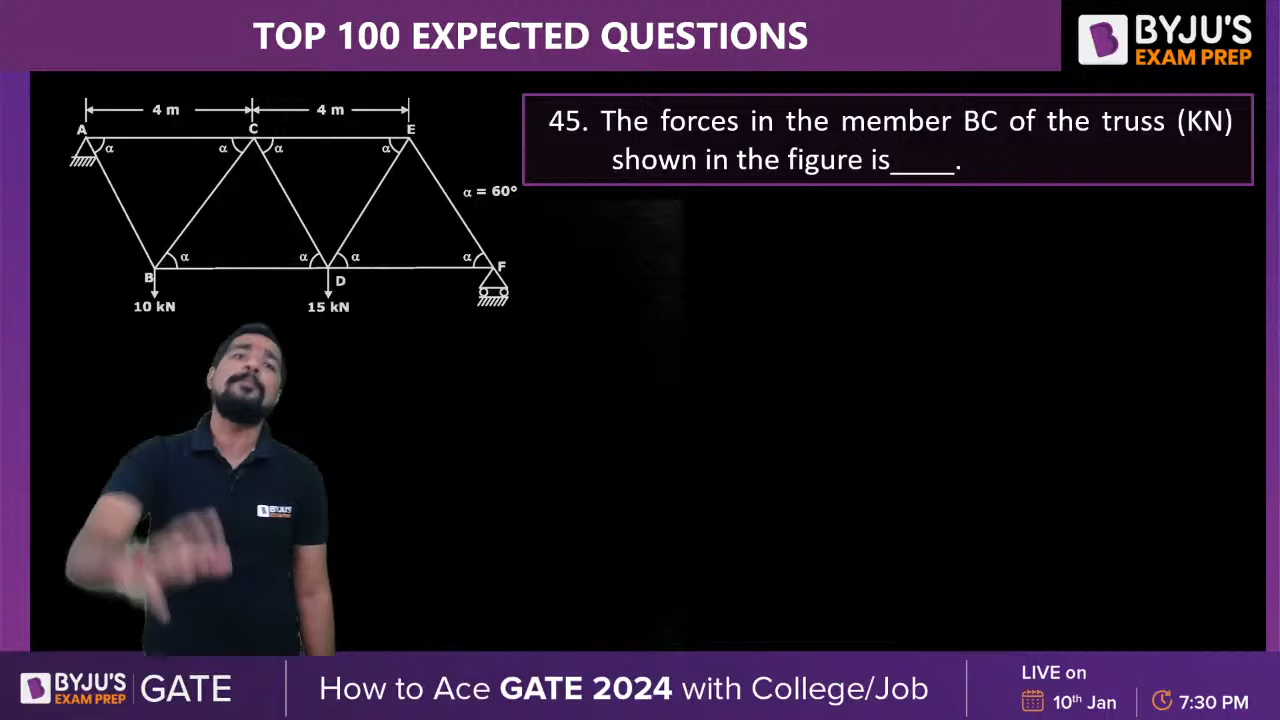 TOP 100 EXPECTED QUESTIONS
BYJU'S
EXAM PREP
4 m
4 m
A
C
E
α
α
α
α
α = 60°
45. The forces in the member BC of the truss (KN)
shown in the figure is____.
α
α
α
α
B
D
F
10 kN
15 kN
BYJU'S
BYJU'S
EXAM PREP
GATE
How to Ace GATE 2024 with College/Job
LIVE on
10th Jan
7:30 PM